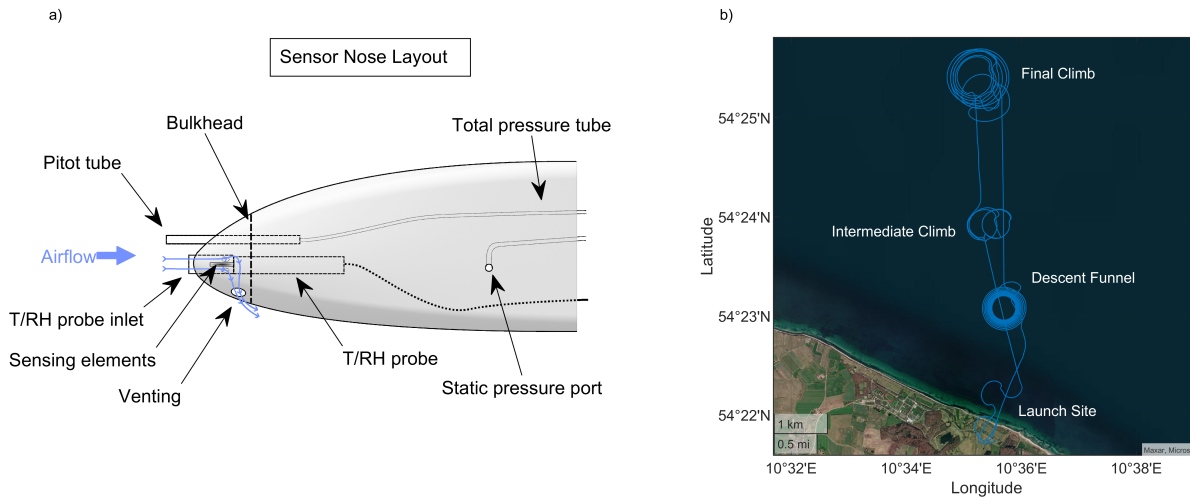 a)
Sensor Nose Layout
Bulkhead
Total pressure tube
Pitot tube
Airflow
T/RH probe inlet
Sensing elements
Venting
T/RH probe
Static pressure port
b)
Final Climb
54°25'N
Intermediate Climb
54°24'N
Descent Funnel
54°23'N
Launch Site
54°22'N
Latitude
1 km
0.5 mi
Maxar, Micros
10°32'E
10°34'E
10°36'E
10°38'E
Longitude